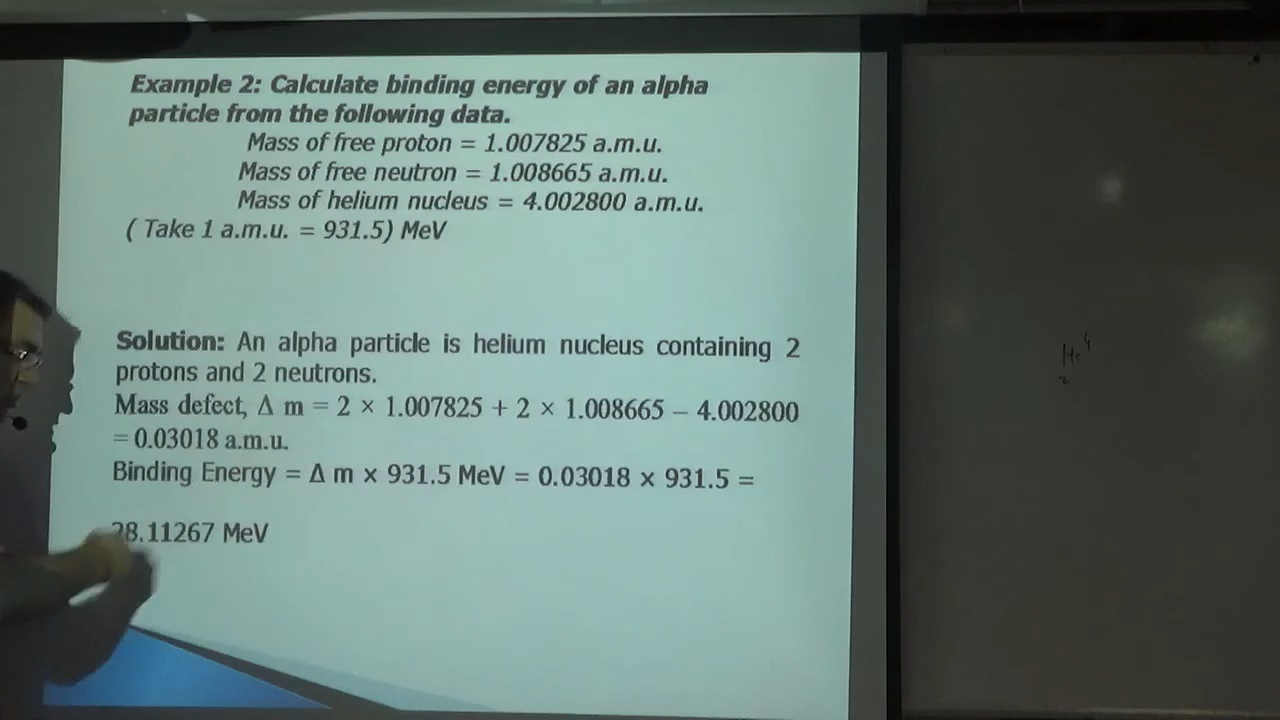 Example 2: Calculate binding energy of an alpha
particle from the following data.
Mass of free proton = 1.007825 a.m.u.
Mass of free neutron = 1.008665 a.m.u.
Mass of helium nucleus = 4.002800 a.m.u.
( Take 1 a.m.u. = 931.5) MeV
Solution: An alpha particle is helium nucleus containing 2
protons and 2 neutrons.
Mass defect, Δ m = 2 × 1.007825 + 2 × 1.008665 – 4.002800
= 0.03018 a.m.u.
Binding Energy = Δ m × 931.5 MeV = 0.03018 × 931.5 =
28.11267 MeV
₂He⁴